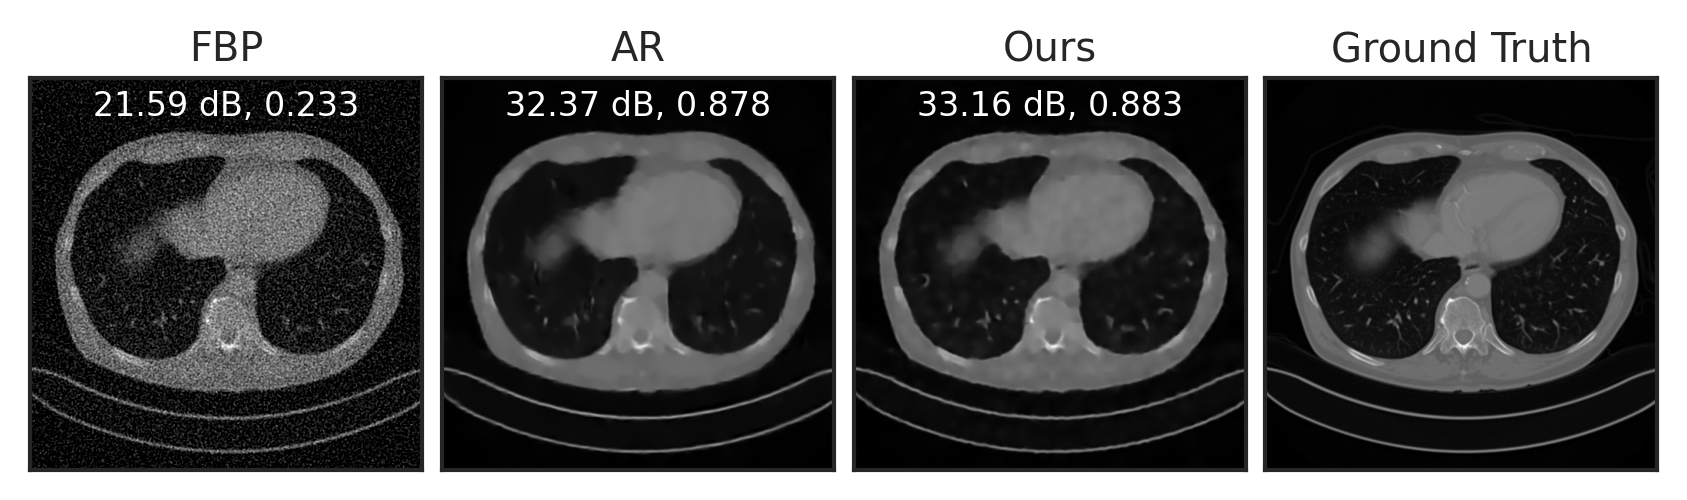 FBP
AR
Ours
Ground Truth
21.59 dB, 0.233
32.37 dB, 0.878
33.16 dB, 0.883